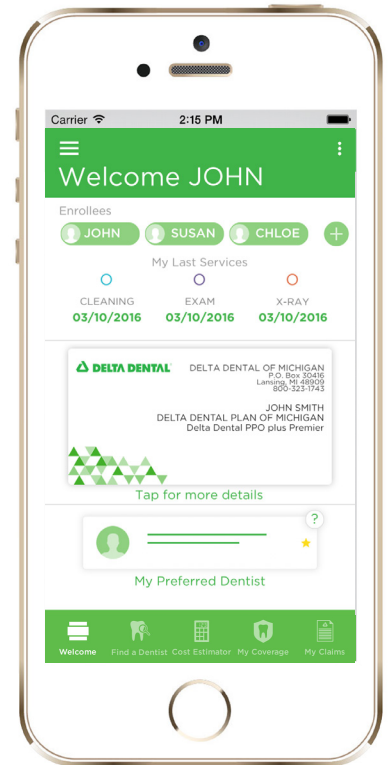 Carrier 2:15 PM
Welcome JOHN
Enrollees
JOHN SUSAN CHLOE +
My Last Services
CLEANING EXAM X-RAY
03/10/2016 03/10/2016 03/10/2016
DELTA DENTAL DELTA DENTAL OF MICHIGAN
P.O. Box 30416
Lansing, MI 48909
800-323-1743
JOHN SMITH
DELTA DENTAL PLAN OF MICHIGAN
Delta Dental PPO plus Premier
Tap for more details
?
My Preferred Dentist
Welcome Find a Dentist Cost Estimator My Coverage My Claims